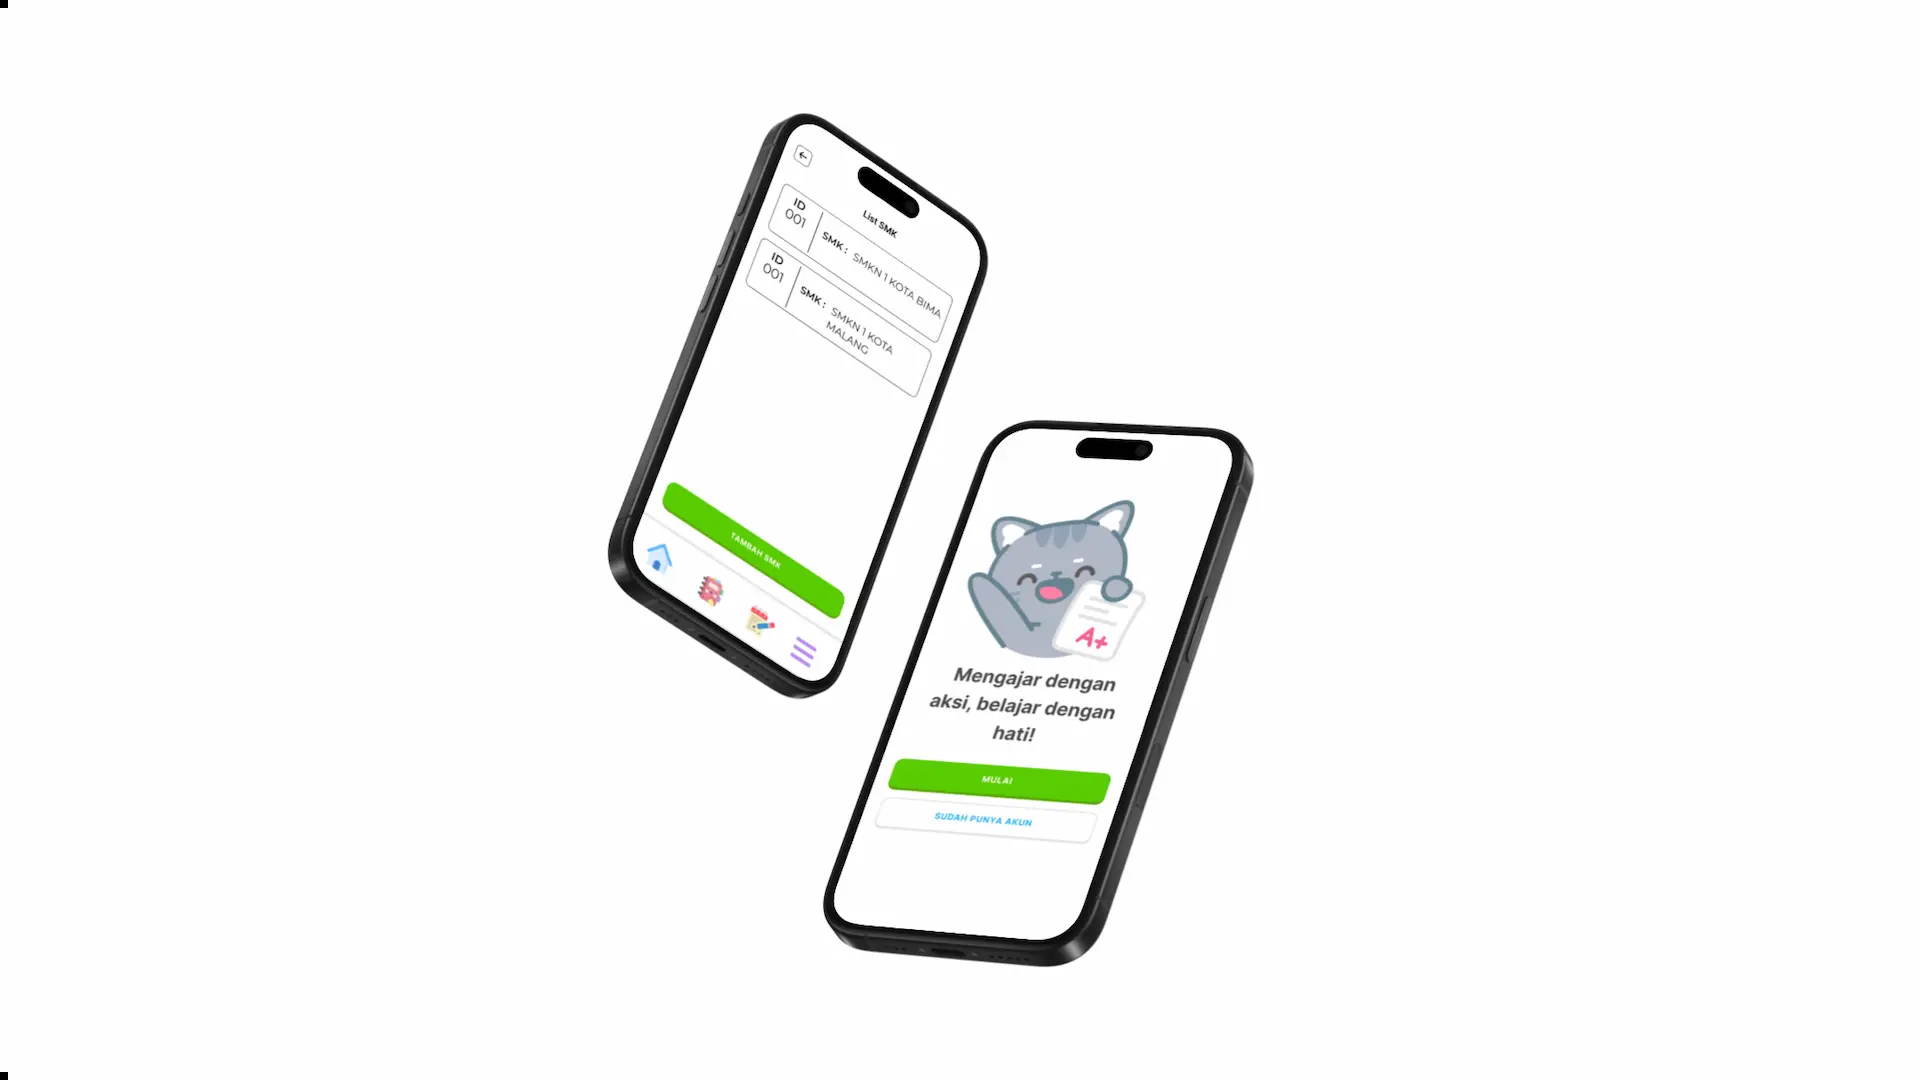 List SMK
ID
001
SMK : SMKN 1 KOTA BIMA
ID
001
SMK : SMKN 1 KOTA
MALANG
TAMBAH SMK
A+
Mengajar dengan
aksi, belajar dengan
hati!
MULAI
SUDAH PUNYA AKUN